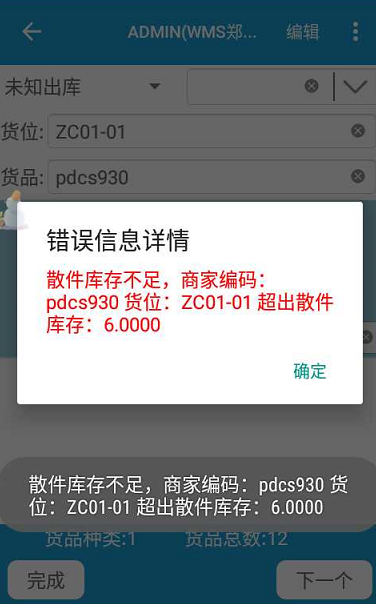 ADMIN(WMS郑... 编辑
未知出库
货位: ZC01-01
货品: pdcs930
错误信息详情
散件库存不足，商家编码：
pdcs930 货位：ZC01-01 超出散件
库存：6.0000
确定
散件库存不足，商家编码：pdcs930 货
位：ZC01-01 超出散件库存：6.0000
货品种类:1 货品总数:12
完成 下一个